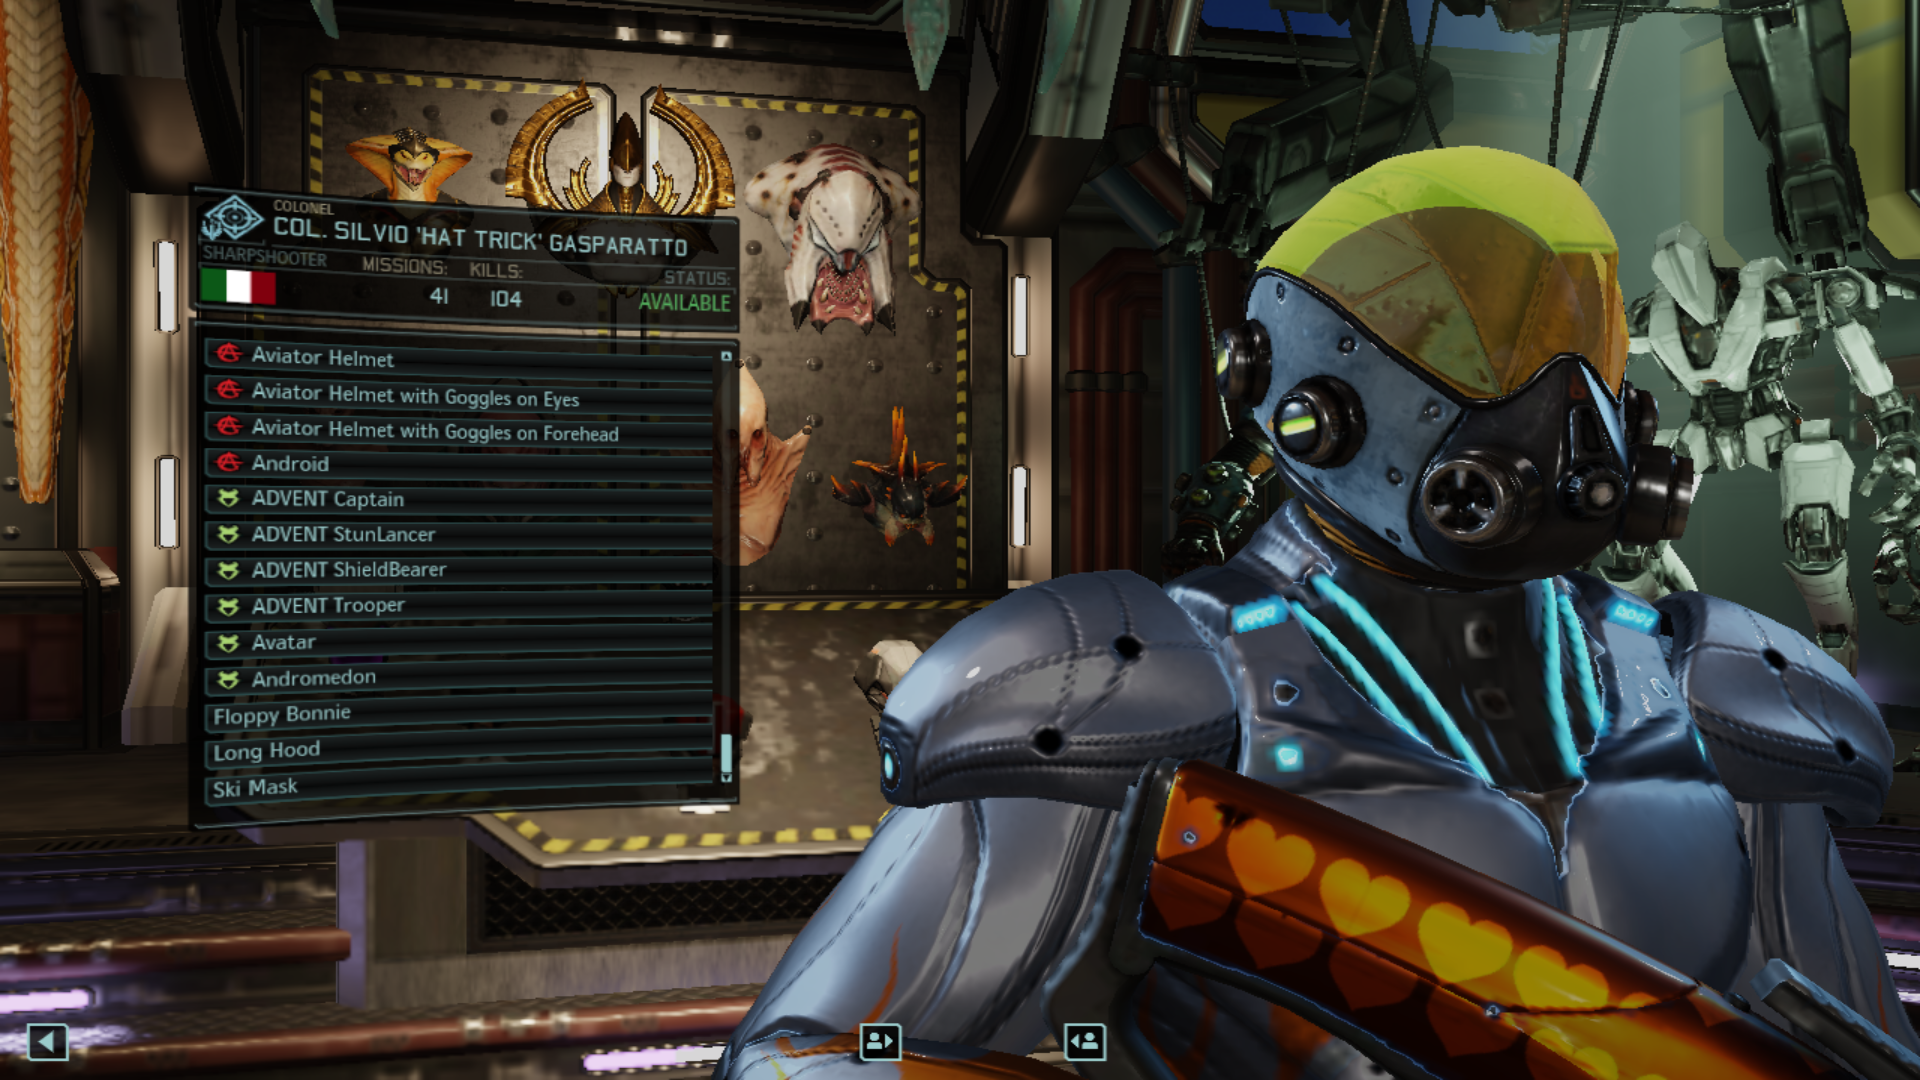 COLONEL
COL. SILVIO 'HAT TRICK' GASPARATTO
SHARPSHOOTER
MISSIONS: KILLS:
STATUS:
41 104
AVAILABLE
Aviator Helmet
Aviator Helmet with Goggles on Eyes
Aviator Helmet with Goggles on Forehead
Android
ADVENT Captain
ADVENT StunLancer
ADVENT ShieldBearer
ADVENT Trooper
Avatar
Andromedon
Floppy Bonnie
Long Hood
Ski Mask